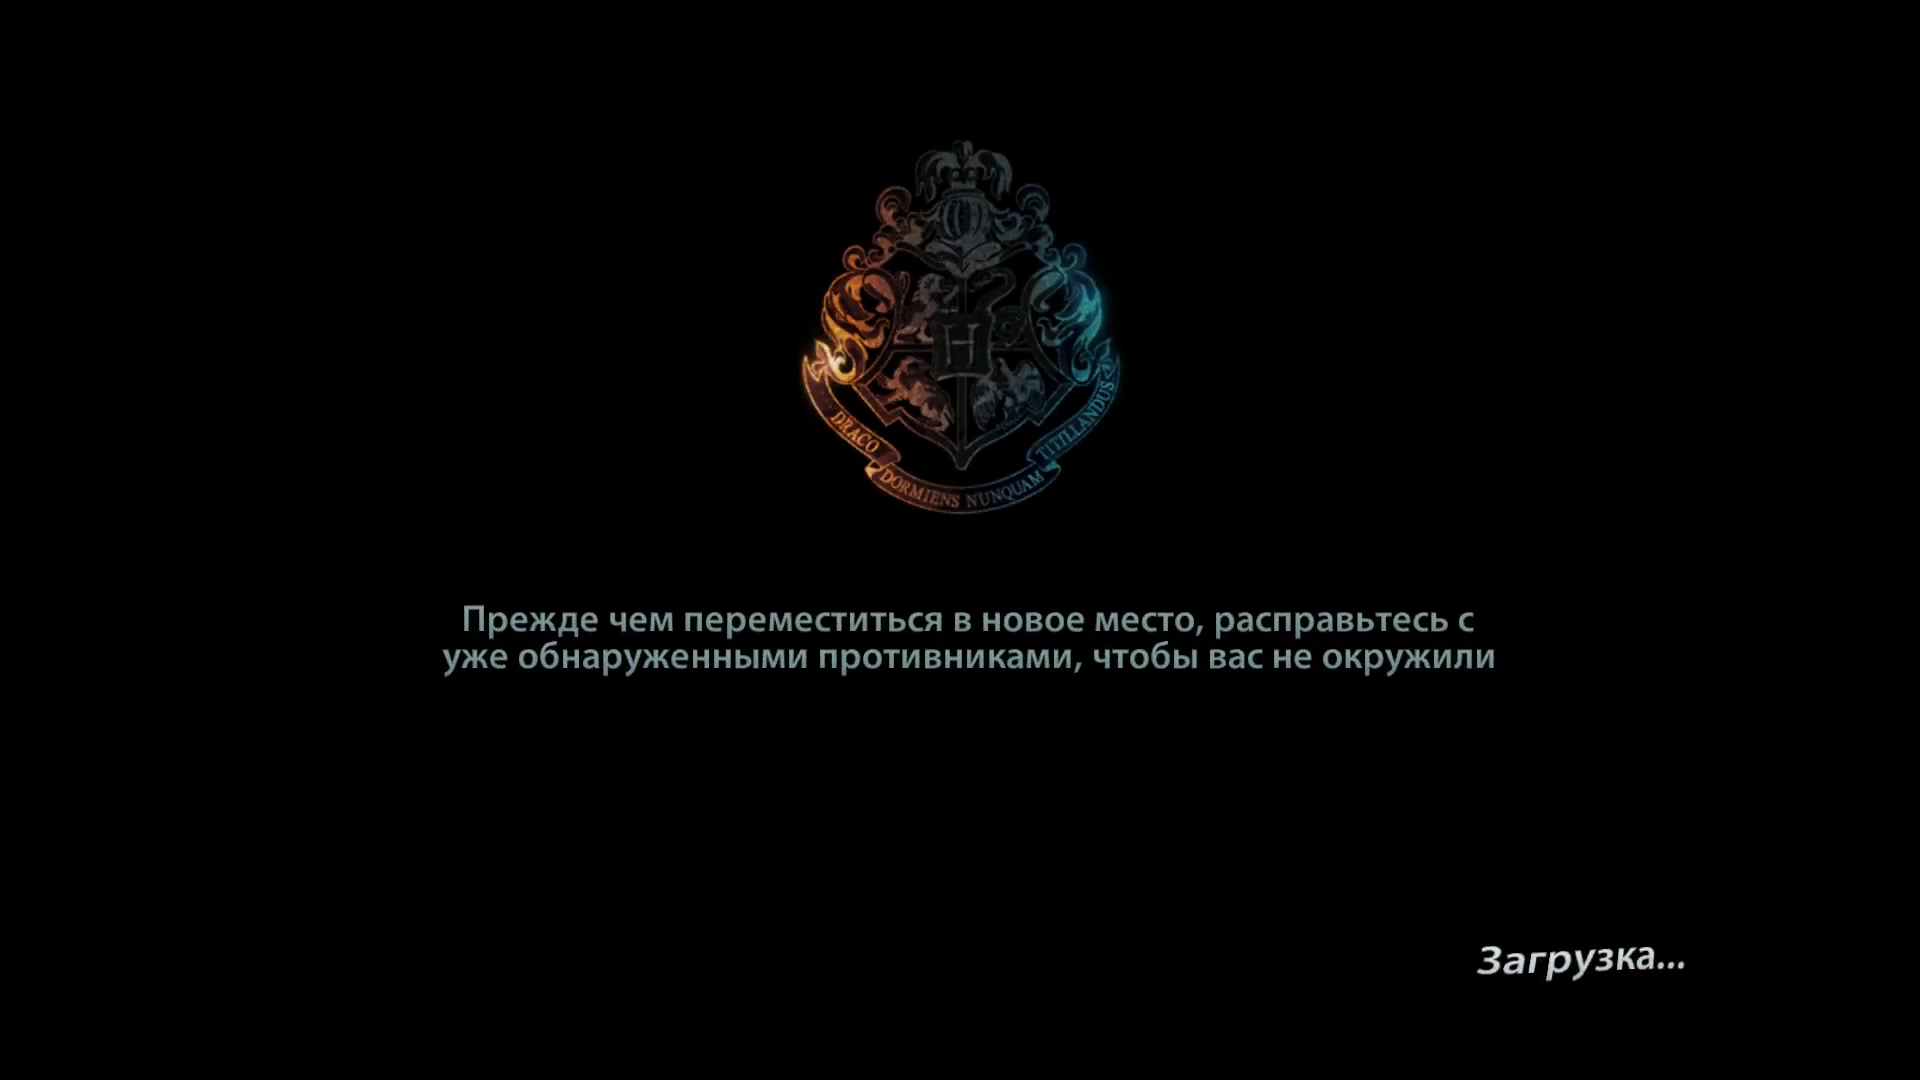 H
DRACO
DORMIENS NUNQUAM
TITILLANDUS
Прежде чем переместиться в новое место, расправьтесь с
уже обнаруженными противниками, чтобы вас не окружили
Загрузка...